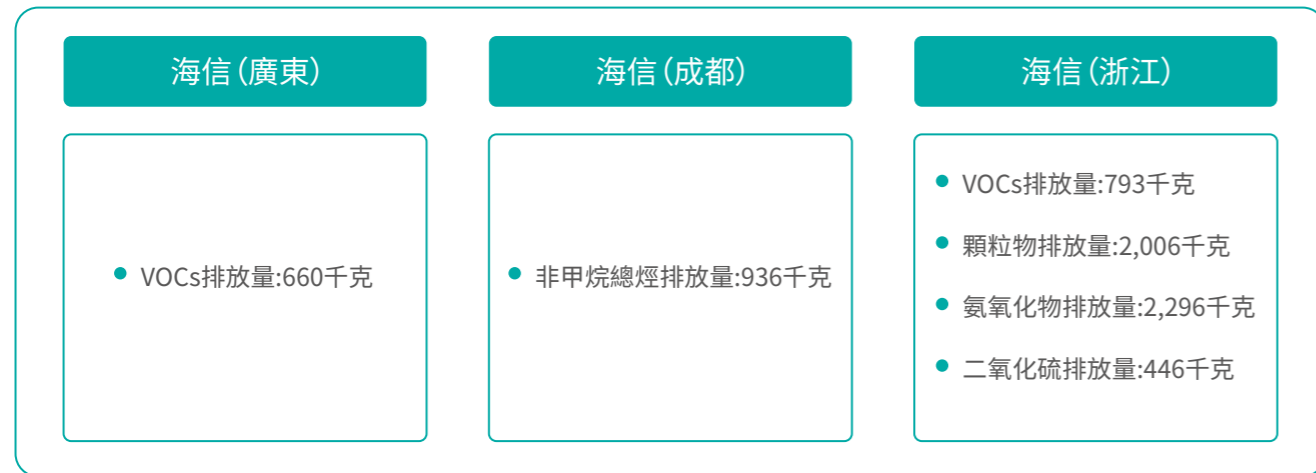 海信（廣東）
VOCs排放量:660千克
海信（成都）
非甲烷總烴排放量:936千克
海信（浙江）
VOCs排放量:793千克
顆粒物排放量:2,006千克
氨氧化物排放量:2,296千克
二氧化硫排放量:446千克